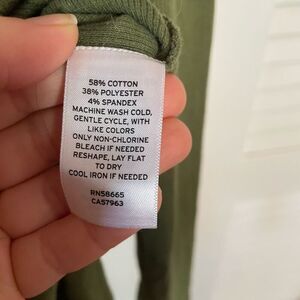 58% COTTON
38% POLYESTER
4% SPANDEX
MACHINE WASH COLD,
GENTLE CYCLE, WITH
LIKE COLORS
ONLY NON-CHLORINE
BLEACH IF NEEDED
RESHAPE, LAY FLAT
TO DRY
COOL IRON IF NEEDED
RN58665
CA57963